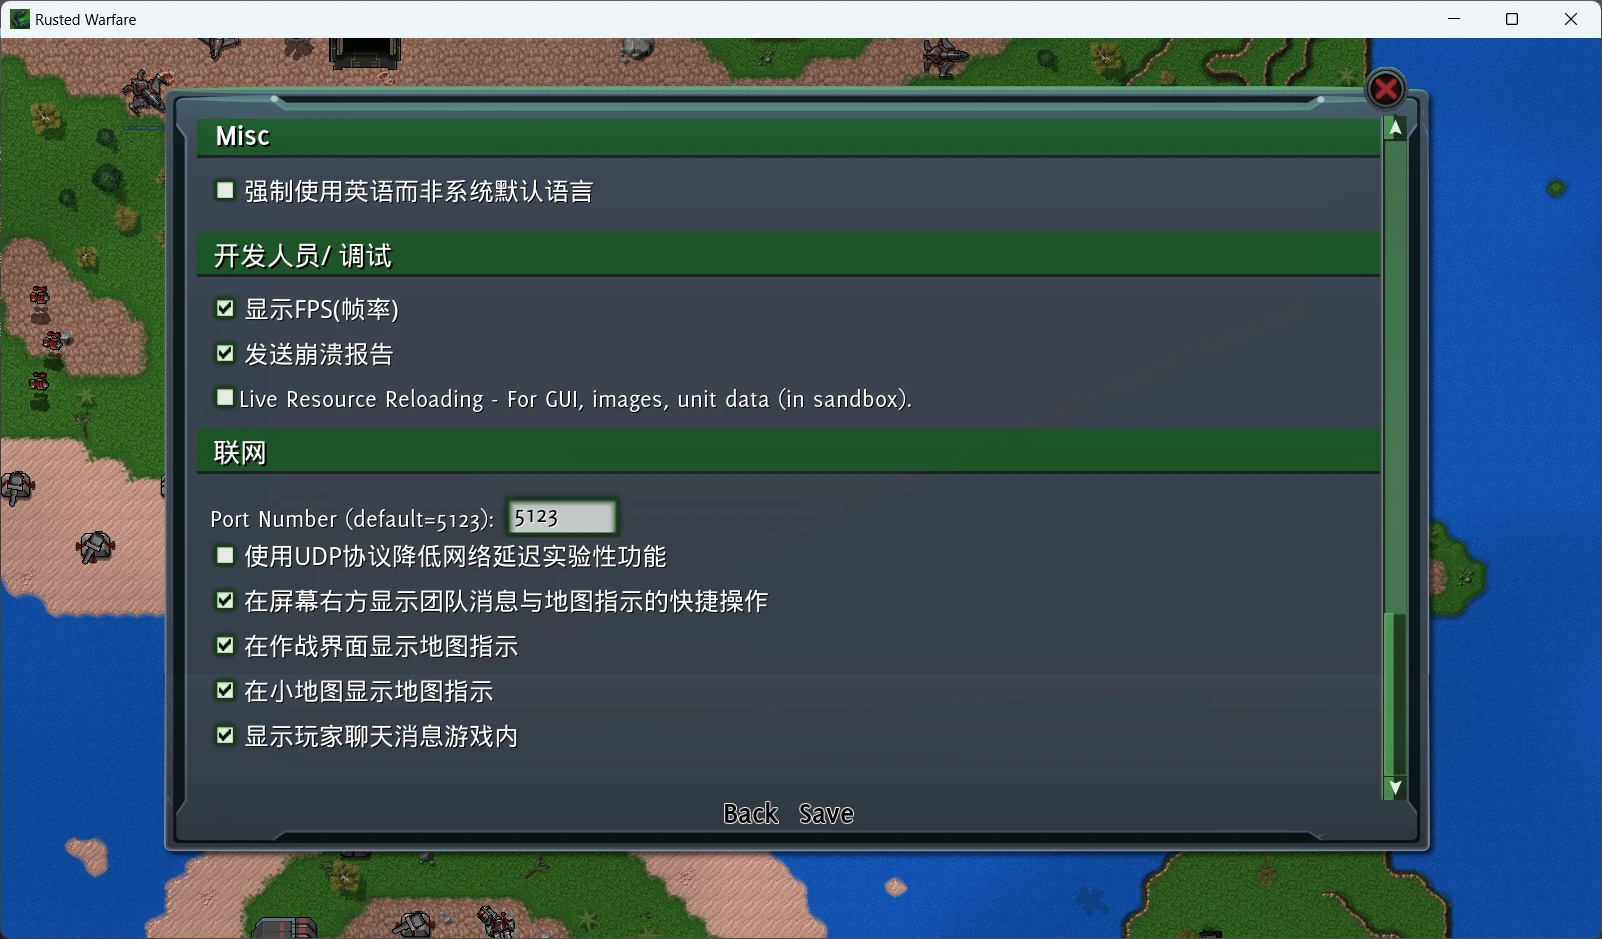 Rusted Warfare
Misc
强制使用英语而非系统默认语言
开发人员/ 调试
显示FPS(帧率)
发送崩溃报告
Live Resource Reloading - For GUI, images, unit data (in sandbox).
联网
Port Number (default=5123): 5123
使用UDP协议降低网络延迟实验性功能
在屏幕右方显示团队消息与地图指示的快捷操作
在作战界面显示地图指示
在小地图显示地图指示
显示玩家聊天消息游戏内
Back Save